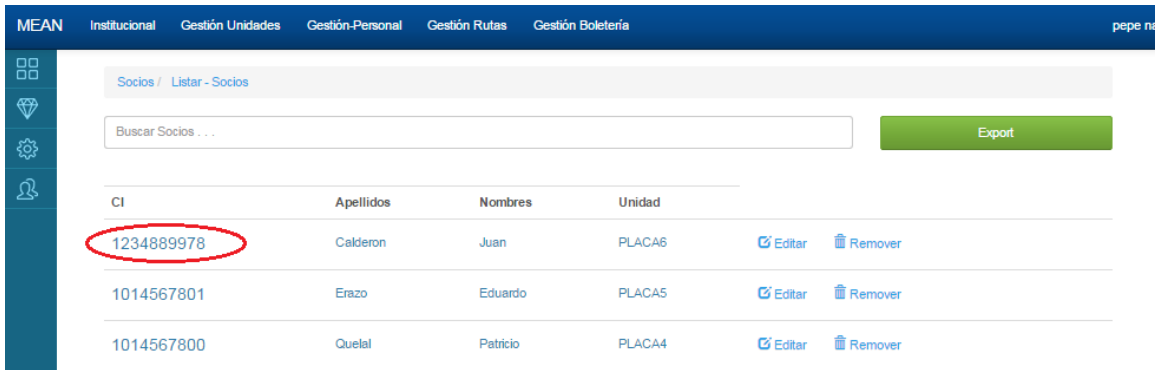 MEAN Institucional Gestión Unidades Gestión-Personal Gestión Rutas Gestión Boletería pepe na
Socios / Listar - Socios
Buscar Socios . . . Export
CI Apellidos Nombres Unidad
1234889978 Calderon Juan PLACA6 Editar Remover
1014567801 Erazo Eduardo PLACA5 Editar Remover
1014567800 Quelal Patricio PLACA4 Editar Remover